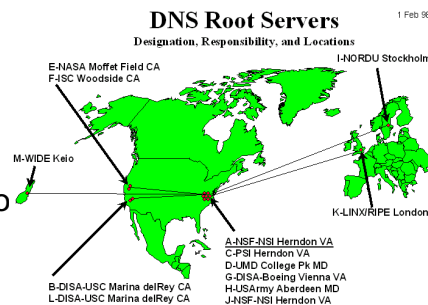 DNS Root Servers
1 Feb 98
Designation, Responsibility, and Locations
I-NORDU Stockholm
E-NASA Moffet Field CA
F-ISC Woodside CA
M-WIDE Keio
K-LINX/RIPE London
A-NSF-NSI Herndon VA
C-PSI Herndon VA
D-UMD College Pk MD
G-DISA-Boeing Vienna VA
H-USArmy Aberdeen MD
J-NSF-NSI Herndon VA
B-DISA-USC Marina delRey CA
L-DISA-USC Marina delRey CA